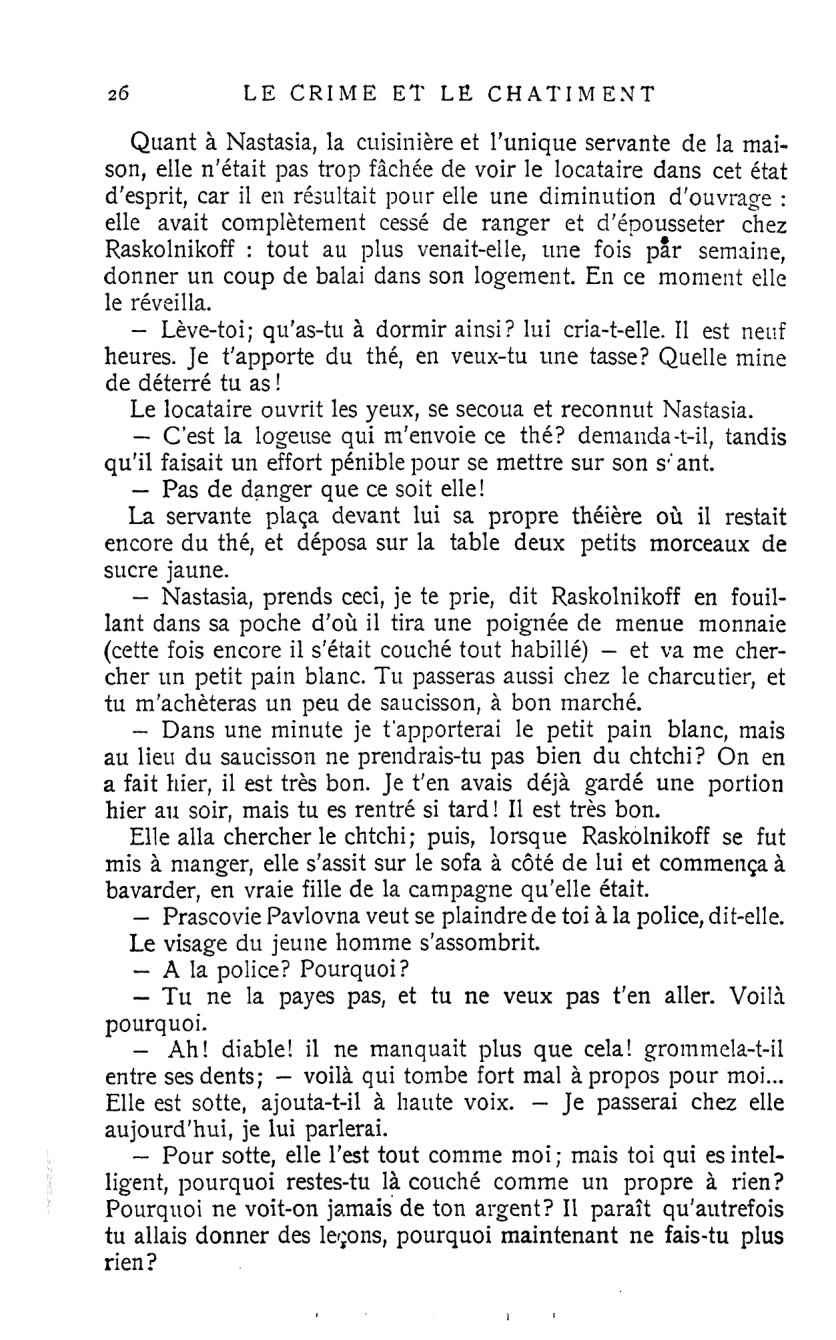 26 LE CRIME ET LE CHATIMENT
Quant à Nastasia, la cuisinière et l'unique servante de la mai-
son, elle n'était pas trop fâchée de voir le locataire dans cet état
d'esprit, car il en résultait pour elle une diminution d'ouvrage :
elle avait complètement cessé de ranger et d'épousseter chez
Raskolnikoff : tout au plus venait-elle, une fois par semaine,
donner un coup de balai dans son logement. En ce moment elle
le réveilla.
— Lève-toi; qu'as-tu à dormir ainsi? lui cria-t-elle. Il est neuf
heures. Je t'apporte du thé, en veux-tu une tasse? Quelle mine
de déterré tu as!
Le locataire ouvrit les yeux, se secoua et reconnut Nastasia.
— C'est la logeuse qui m'envoie ce thé? demanda-t-il, tandis
qu'il faisait un effort pénible pour se mettre sur son s'ant.
— Pas de danger que ce soit elle!
La servante plaça devant lui sa propre théière où il restait
encore du thé, et déposa sur la table deux petits morceaux de
sucre jaune.
— Nastasia, prends ceci, je te prie, dit Raskolnikoff en fouil-
lant dans sa poche d'où il tira une poignée de menue monnaie
(cette fois encore il s'était couché tout habillé) — et va me cher-
cher un petit pain blanc. Tu passeras aussi chez le charcutier, et
tu m'achèteras un peu de saucisson, à bon marché.
— Dans une minute je t'apporterai le petit pain blanc, mais
au lieu du saucisson ne prendrais-tu pas bien du chtchi? On en
a fait hier, il est très bon. Je t'en avais déjà gardé une portion
hier au soir, mais tu es rentré si tard! Il est très bon.
Elle alla chercher le chtchi; puis, lorsque Raskolnikoff se fut
mis à manger, elle s'assit sur le sofa à côté de lui et commença à
bavarder, en vraie fille de la campagne qu'elle était.
— Prascovie Pavlovna veut se plaindre de toi à la police, dit-elle.
Le visage du jeune homme s'assombrit.
— A la police? Pourquoi?
— Tu ne la payes pas, et tu ne veux pas t'en aller. Voilà
pourquoi.
— Ah! diable! il ne manquait plus que cela! grommela-t-il
entre ses dents; — voilà qui tombe fort mal à propos pour moi...
Elle est sotte, ajouta-t-il à haute voix. — Je passerai chez elle
aujourd'hui, je lui parlerai.
— Pour sotte, elle l'est tout comme moi; mais toi qui es intel-
ligent, pourquoi restes-tu là couché comme un propre à rien?
Pourquoi ne voit-on jamais de ton argent? Il paraît qu'autrefois
tu allais donner des leçons, pourquoi maintenant ne fais-tu plus
rien?